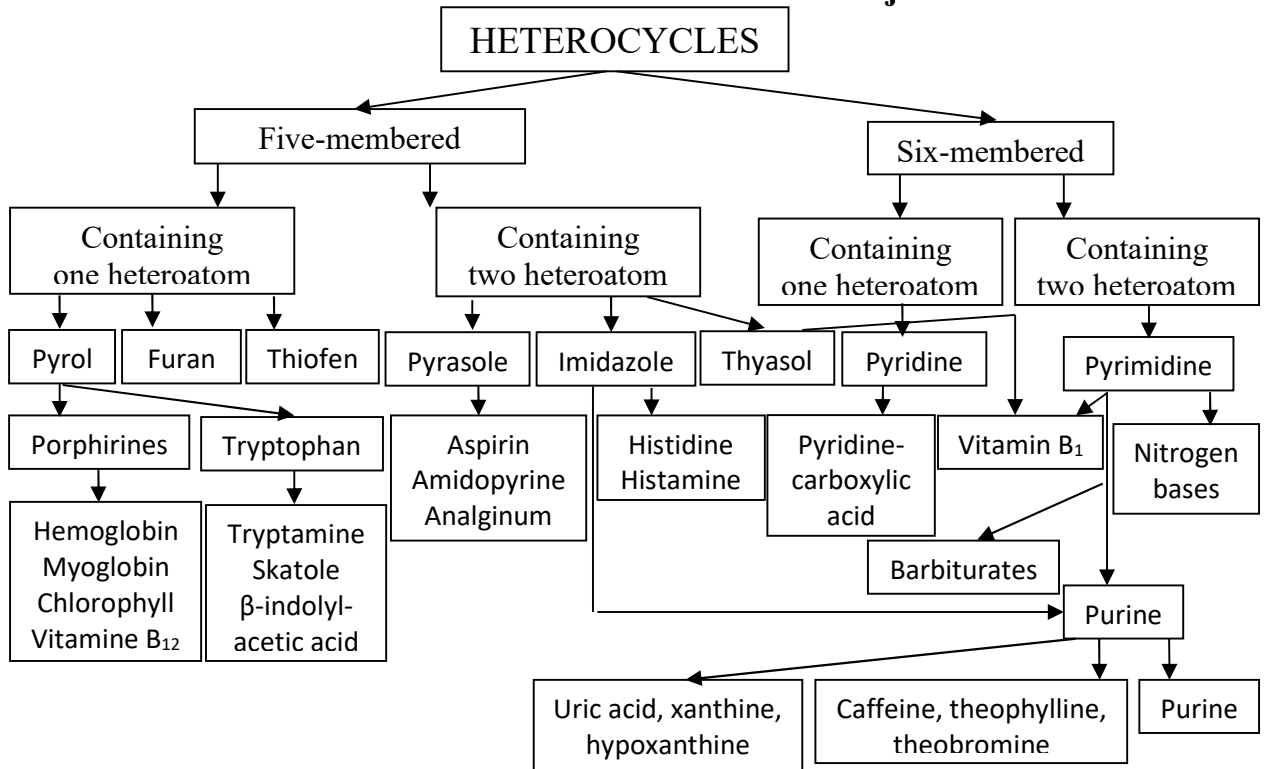 HETEROCYCLES
Five-membered
Six-membered
Containing
one heteroatom
Containing
two heteroatom
Containing
one heteroatom
Containing
two heteroatom
Pyrol
Furan
Thiofen
Pyrasole
Imidazole
Thyasol
Pyridine
Pyrimidine
Porphirines
Tryptophan
Aspirin
Amidopyrine
Analginum
Histidine
Histamine
Pyridine-
carboxylic
acid
Vitamin B₁
Nitrogen
bases
Hemoglobin
Myoglobin
Chlorophyll
Vitamine B₁₂
Tryptamine
Skatole
β-indolyl-
acetic acid
Barbiturates
Purine
Uric acid, xanthine,
hypoxanthine
Caffeine, theophylline,
theobromine
Purine